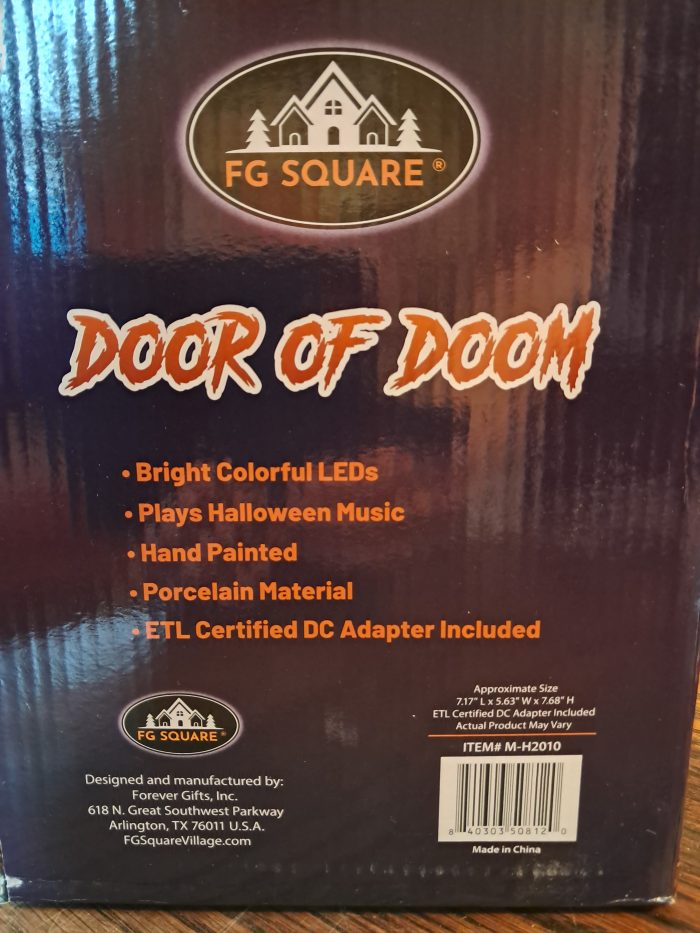 FG SQUARE ®
DOOR OF DOOM
• Bright Colorful LEDs
• Plays Halloween Music
• Hand Painted
• Porcelain Material
• ETL Certified DC Adapter Included
FG SQUARE ®
Designed and manufactured by:
Forever Gifts, Inc.
618 N. Great Southwest Parkway
Arlington, TX 76011 U.S.A.
FGSquareVillage.com
Approximate Size
7.17" L x 5.63" W x 7.68" H
ETL Certified DC Adapter Included
Actual Product May Vary
ITEM# M-H2010
8 40303 50812 0
Made in China